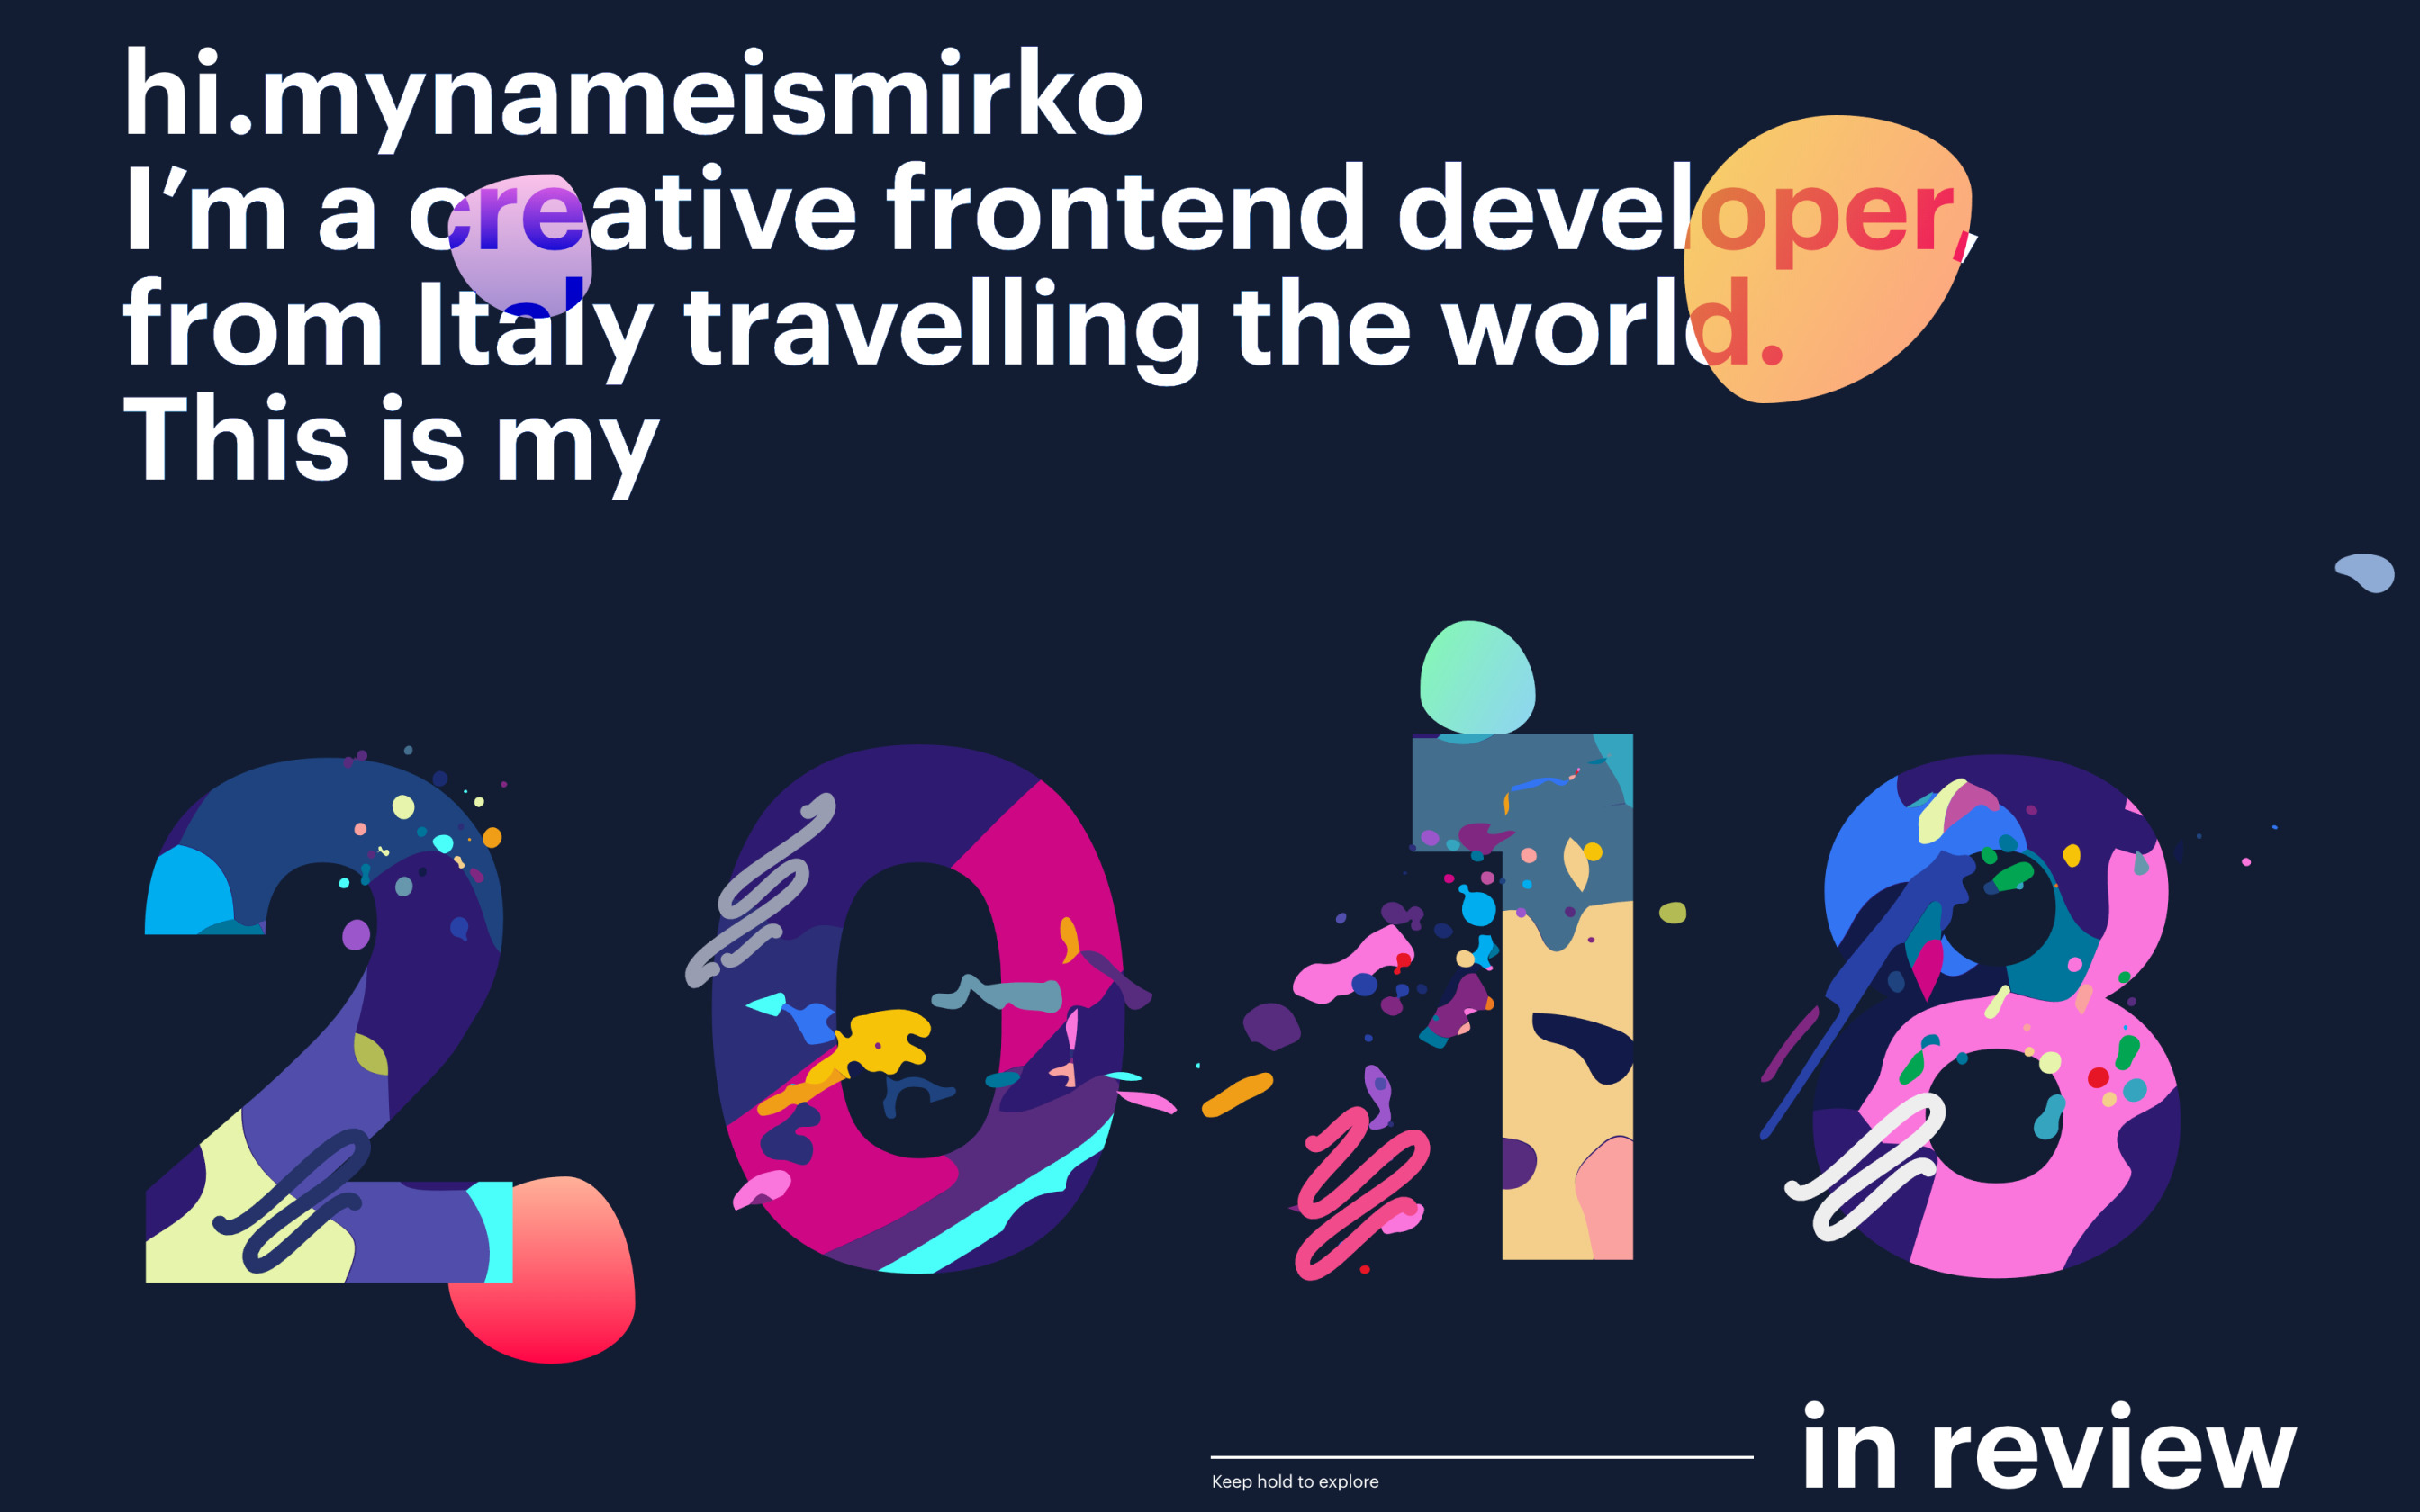 hi.mynameismirko
I’m a creative frontend developer,
from Italy travelling the world.
This is my
2018
in review
Keep hold to explore